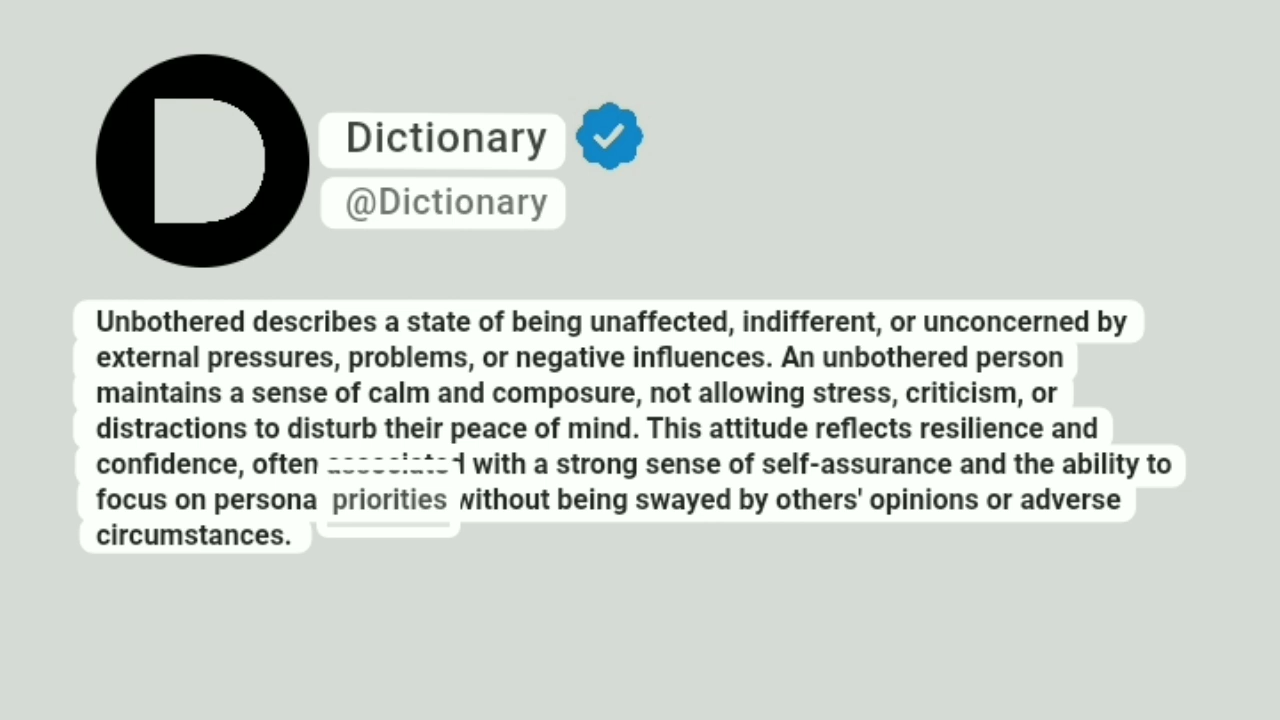 D
Dictionary
@Dictionary
Unbothered describes a state of being unaffected, indifferent, or unconcerned by
external pressures, problems, or negative influences. An unbothered person
maintains a sense of calm and composure, not allowing stress, criticism, or
distractions to disturb their peace of mind. This attitude reflects resilience and
confidence, often with a strong sense of self-assurance and the ability to
focus on persona priorities without being swayed by others' opinions or adverse
circumstances.